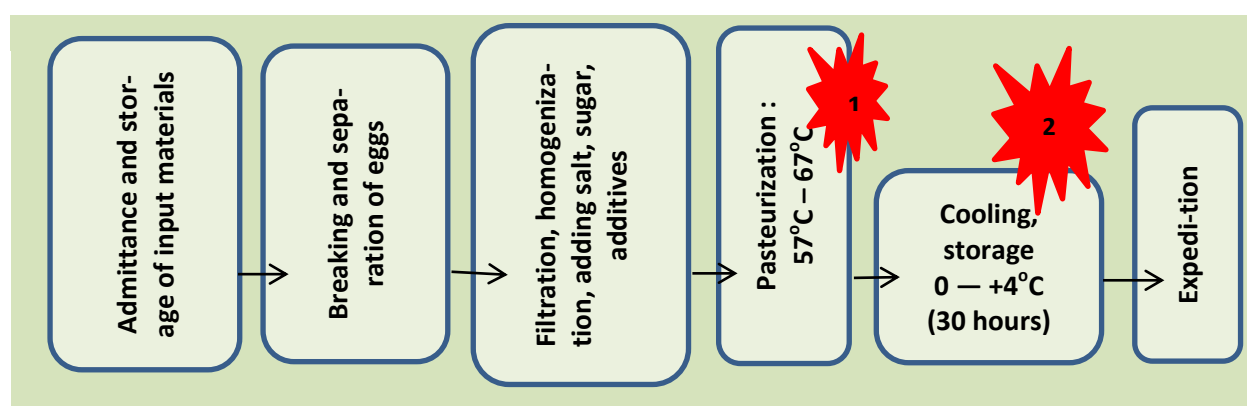 Admittance and stor-
age of input materials
Breaking and sepa-
ration of eggs
Filtration, homogeniza-
tion, adding salt, sugar,
additives
Pasteurization :
57°C – 67°C
1
Cooling,
storage
0 — +4°C
(30 hours)
2
Expedi-tion